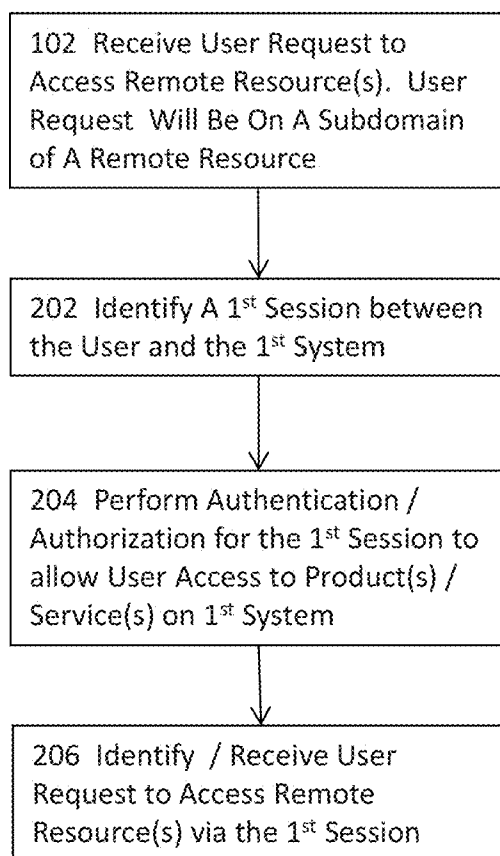 102 Receive User Request to
Access Remote Resource(s). User
Request Will Be On A Subdomain
of A Remote Resource
202 Identify A 1st Session between
the User and the 1st System
204 Perform Authentication /
Authorization for the 1st Session to
allow User Access to Product(s) /
Service(s) on 1st System
206 Identify / Receive User
Request to Access Remote
Resource(s) via the 1st Session